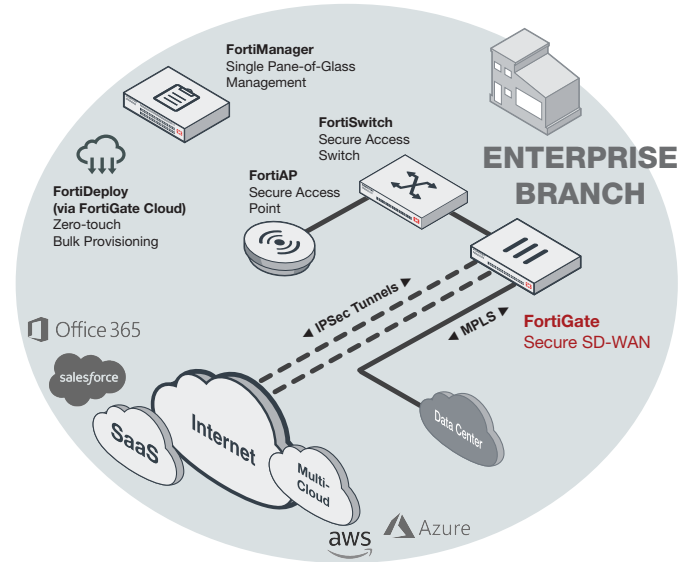 FortiManager
Single Pane-of-Glass
Management
ENTERPRISE
BRANCH
FortiSwitch
Secure Access
Switch
FortiAP
Secure Access
Point
FortiDeploy
(via FortiGate Cloud)
Zero-touch
Bulk Provisioning
◄ IPSec Tunnels ►
◄ MPLS ►
FortiGate
Secure SD-WAN
Office 365
salesforce
SaaS
Internet
Multi-
Cloud
Data Center
aws
Azure